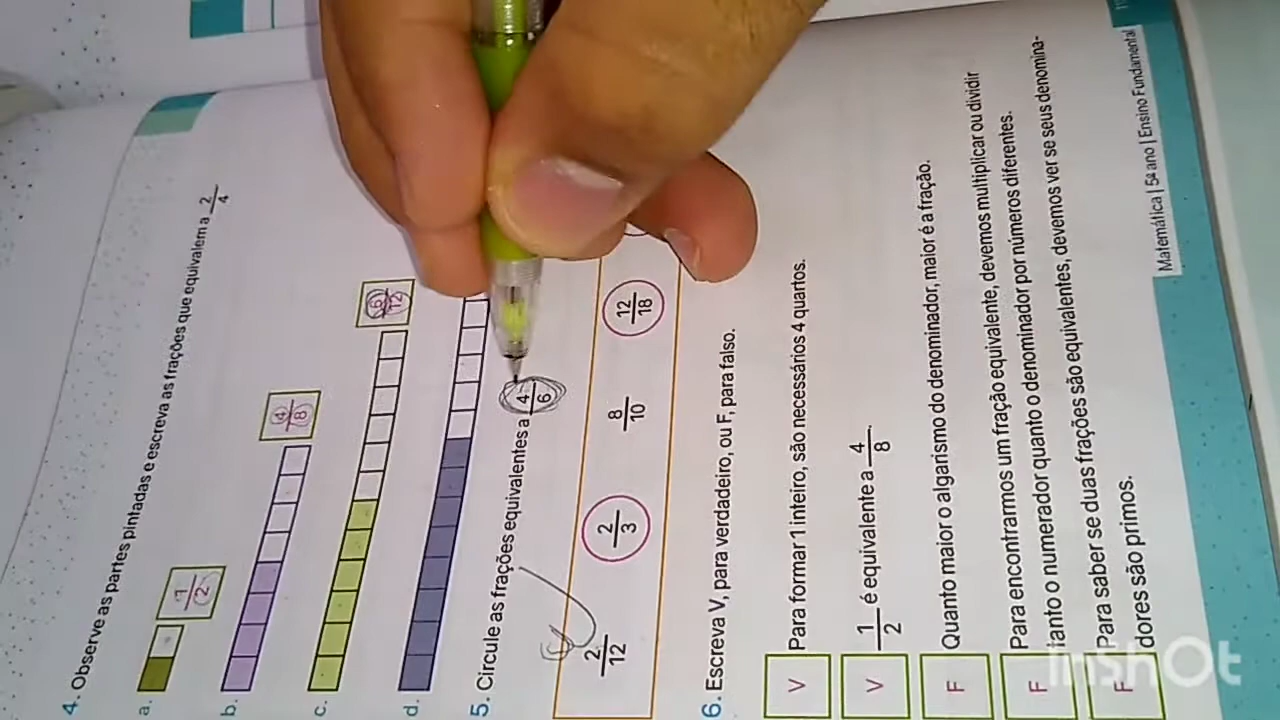 4. Observe as partes pintadas e escreva as frações que equivalem a 2/4
a. 1/2
b. 4/8
c. 6/12
d.
5. Circule as frações equivalentes a 4/6
2/12 2/3 8/10 12/18
6. Escreva V, para verdadeiro, ou F, para falso.
V Para formar 1 inteiro, são necessários 4 quartos.
V 1/2 é equivalente a 4/8.
F Quanto maior o algarismo do denominador, maior é a fração.
F Para encontrarmos um fração equivalente, devemos multiplicar ou dividir
tanto o numerador quanto o denominador por números diferentes.
F Para saber se duas frações são equivalentes, devemos ver se seus denomina-
dores são primos.
Matemática | 5º ano | Ensino Fundamental
InShOt